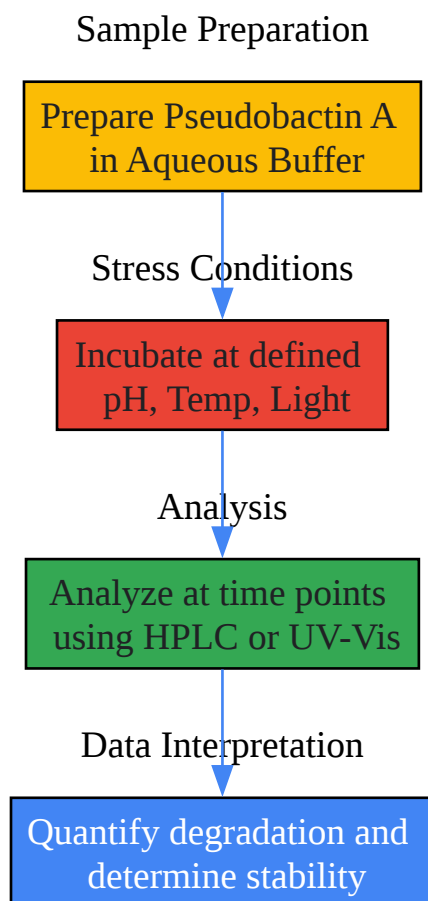 Sample Preparation
Prepare Pseudobactin A
in Aqueous Buffer
Stress Conditions
Incubate at defined
pH, Temp, Light
Analysis
Analyze at time points
using HPLC or UV-Vis
Data Interpretation
Quantify degradation and
determine stability